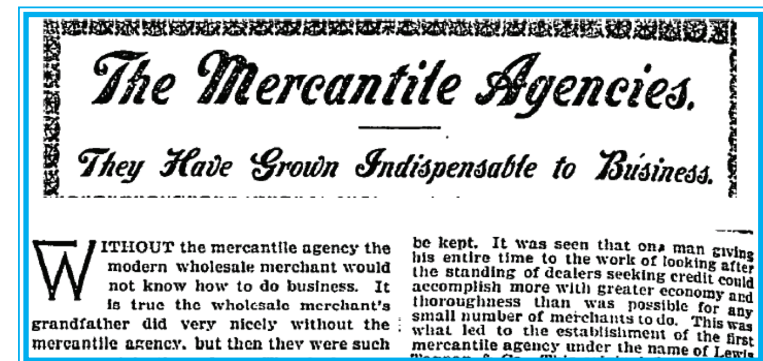 The Mercantile Agencies.
They Have Grown Indispensable to Business.
WITHOUT the mercantile agency the
modern wholesale merchant would
not know how to do business. It
is true the wholesale merchant's
grandfather did very nicely without the
mercantile agency, but then they were such
be kept. It was seen that one man giving
his entire time to the work of looking after
the standing of dealers seeking credit could
accomplish more with greater economy and
thoroughness than was possible for any
small number of merchants to do. This was
what led to the establishment of the first
mercantile agency under the name of Lewis